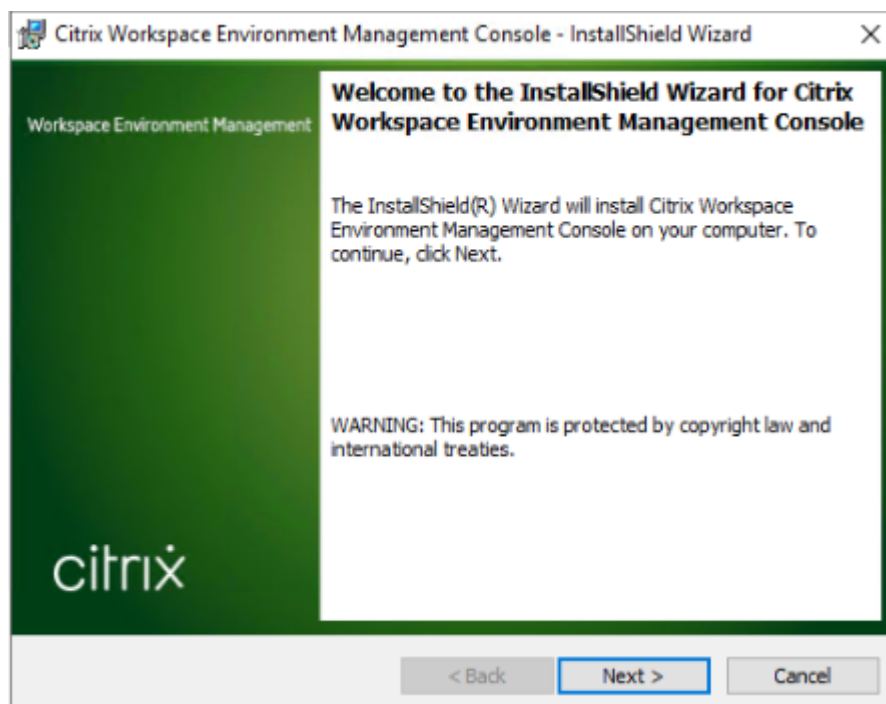 Citrix Workspace Environment Management Console - InstallShield Wizard
Workspace Environment Management
Welcome to the InstallShield Wizard for Citrix
Workspace Environment Management Console
The InstallShield(R) Wizard will install Citrix Workspace
Environment Management Console on your computer. To
continue, click Next.
WARNING: This program is protected by copyright law and
international treaties.
citrix
< Back
Next >
Cancel